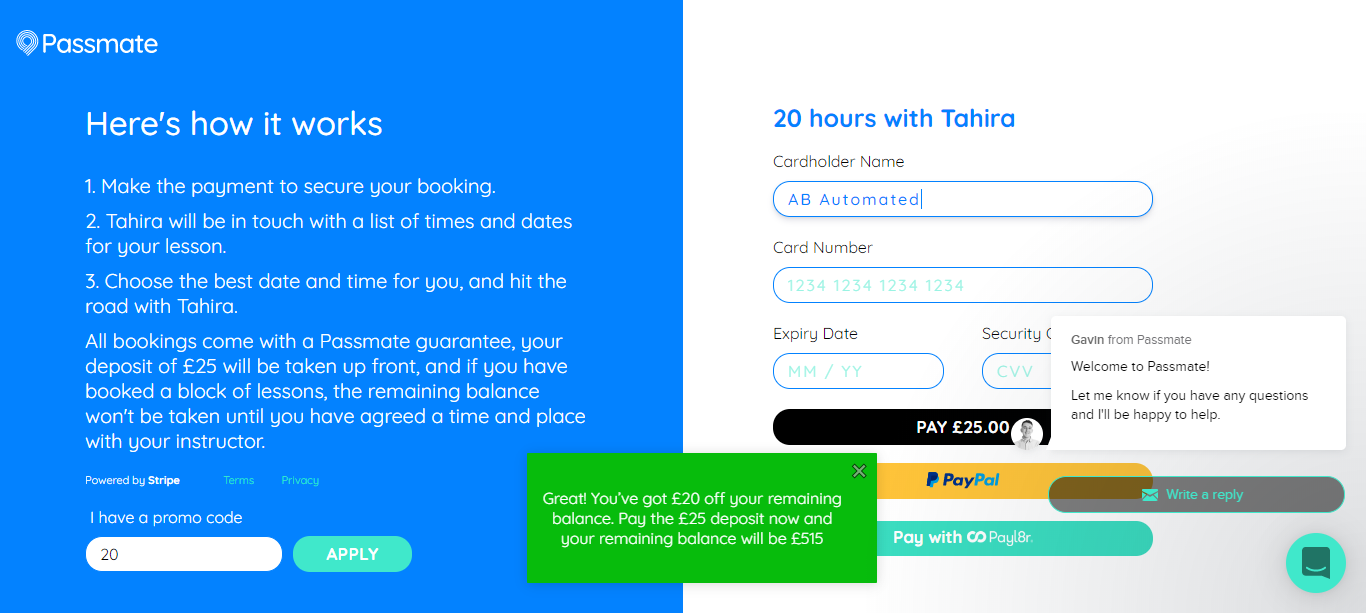 Passmate
Here's how it works
1. Make the payment to secure your booking.
2. Tahira will be in touch with a list of times and dates
for your lesson.
3. Choose the best date and time for you, and hit the
road with Tahira.
All bookings come with a Passmate guarantee, your
deposit of £25 will be taken up front, and if you have
booked a block of lessons, the remaining balance
won't be taken until you have agreed a time and place
with your instructor.
Powered by Stripe Terms Privacy
I have a promo code
20 APPLY
20 hours with Tahira
Cardholder Name
AB Automated
Card Number
1234 1234 1234 1234
Expiry Date Security
MM / YY CVV
PAY £25.00
PayPal
Pay with Payl8r.
Great! You've got £20 off your remaining
balance. Pay the £25 deposit now and
your remaining balance will be £515
Gavin from Passmate
Welcome to Passmate!
Let me know if you have any questions
and I'll be happy to help.
Write a reply